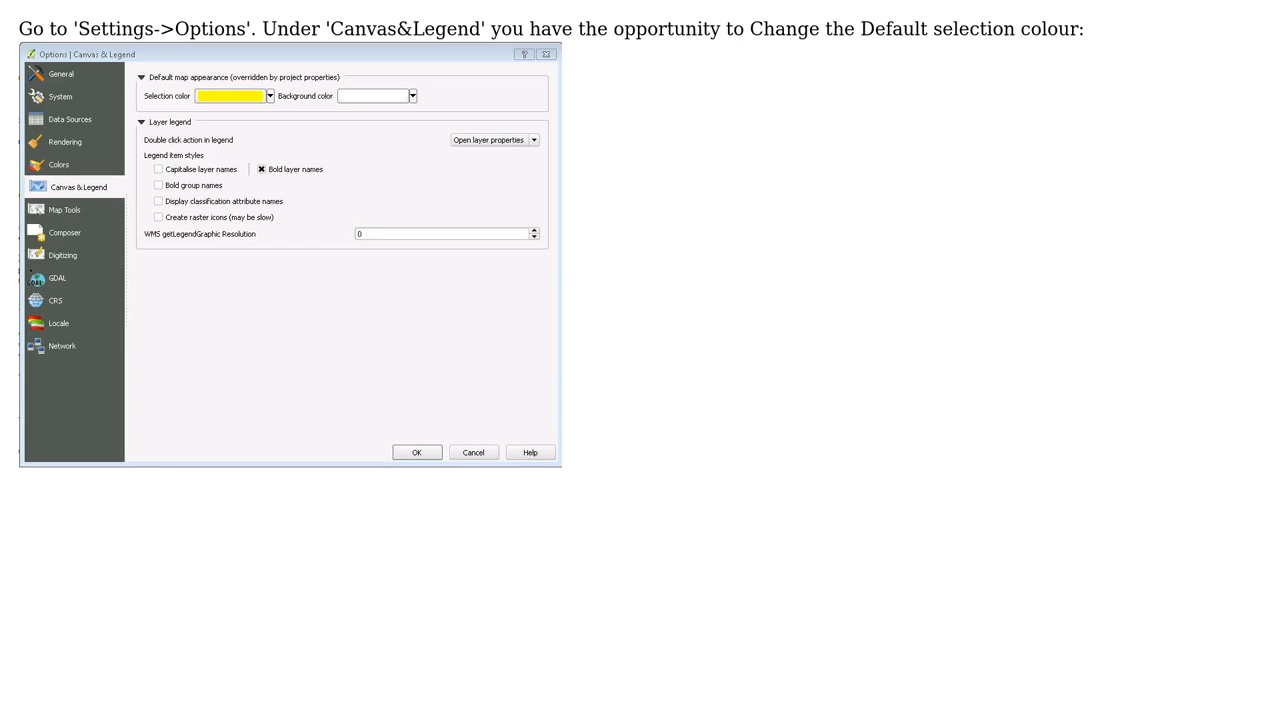 Go to 'Settings->Options'. Under 'Canvas&Legend' you have the opportunity to Change the Default selection colour:
Options | Canvas & Legend
General
System
Data Sources
Rendering
Colors
Canvas & Legend
Map Tools
Composer
Digitizing
GDAL
CRS
Locale
Network
Default map appearance (overridden by project properties)
Selection color Background color
Layer legend
Double click action in legend Open layer properties
Legend item styles
Capitalise layer names Bold layer names
Bold group names
Display classification attribute names
Create raster icons (may be slow)
WMS getLegendGraphic Resolution 0
OK Cancel Help